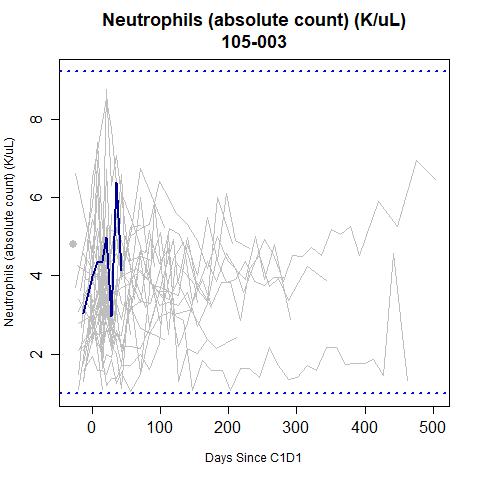 Neutrophils (absolute count) (K/uL)
105-003
Neutrophils (absolute count) (K/uL)
8
6
4
2
0 100 200 300 400 500
Days Since C1D1